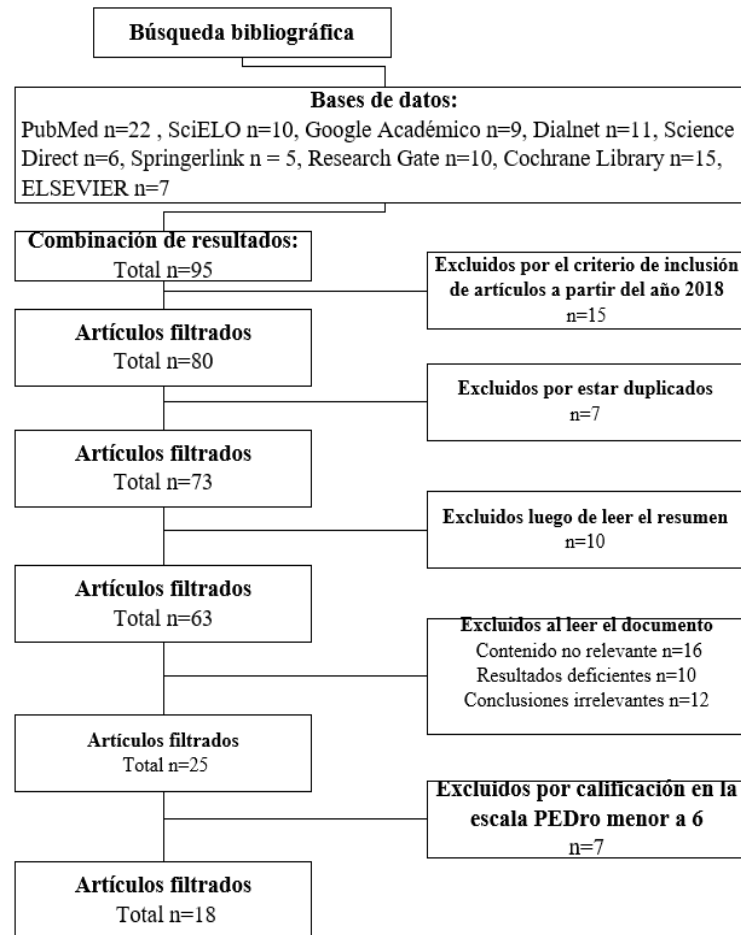 Búsqueda bibliográfica
Bases de datos:
PubMed n=22 , SciELO n=10, Google Académico n=9, Dialnet n=11, Science
Direct n=6, Springerlink n = 5, Research Gate n=10, Cochrane Library n=15,
ELSEVIER n=7
Combinación de resultados:
Total n=95
Excluidos por el criterio de inclusión
de artículos a partir del año 2018
n=15
Artículos filtrados
Total n=80
Excluidos por estar duplicados
n=7
Artículos filtrados
Total n=73
Excluidos luego de leer el resumen
n=10
Artículos filtrados
Total n=63
Excluidos al leer el documento
Contenido no relevante n=16
Resultados deficientes n=10
Conclusiones irrelevantes n=12
Artículos filtrados
Total n=25
Excluidos por calificación en la
escala PEDro menor a 6
n=7
Artículos filtrados
Total n=18